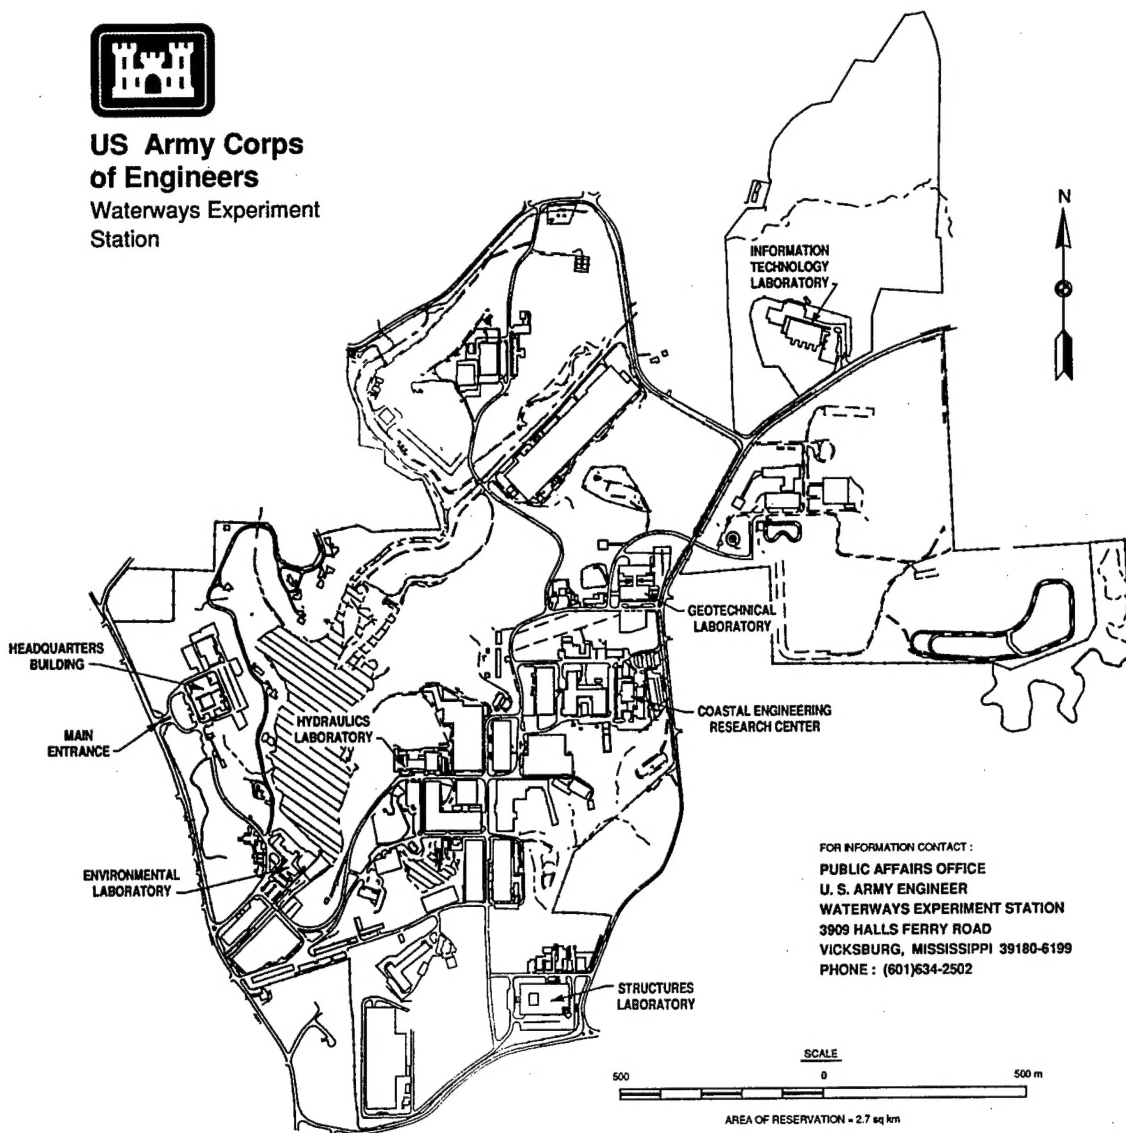 US Army Corps
of Engineers
Waterways Experiment
Station
N
INFORMATION
TECHNOLOGY
LABORATORY
GEOTECHNICAL
LABORATORY
HEADQUARTERS
BUILDING
HYDRAULICS
LABORATORY
COASTAL ENGINEERING
RESEARCH CENTER
MAIN
ENTRANCE
ENVIRONMENTAL
LABORATORY
STRUCTURES
LABORATORY
FOR INFORMATION CONTACT :
PUBLIC AFFAIRS OFFICE
U. S. ARMY ENGINEER
WATERWAYS EXPERIMENT STATION
3909 HALLS FERRY ROAD
VICKSBURG, MISSISSIPPI 39180-6199
PHONE : (601)634-2502
SCALE
500 0 500 m
AREA OF RESERVATION = 2.7 sq km